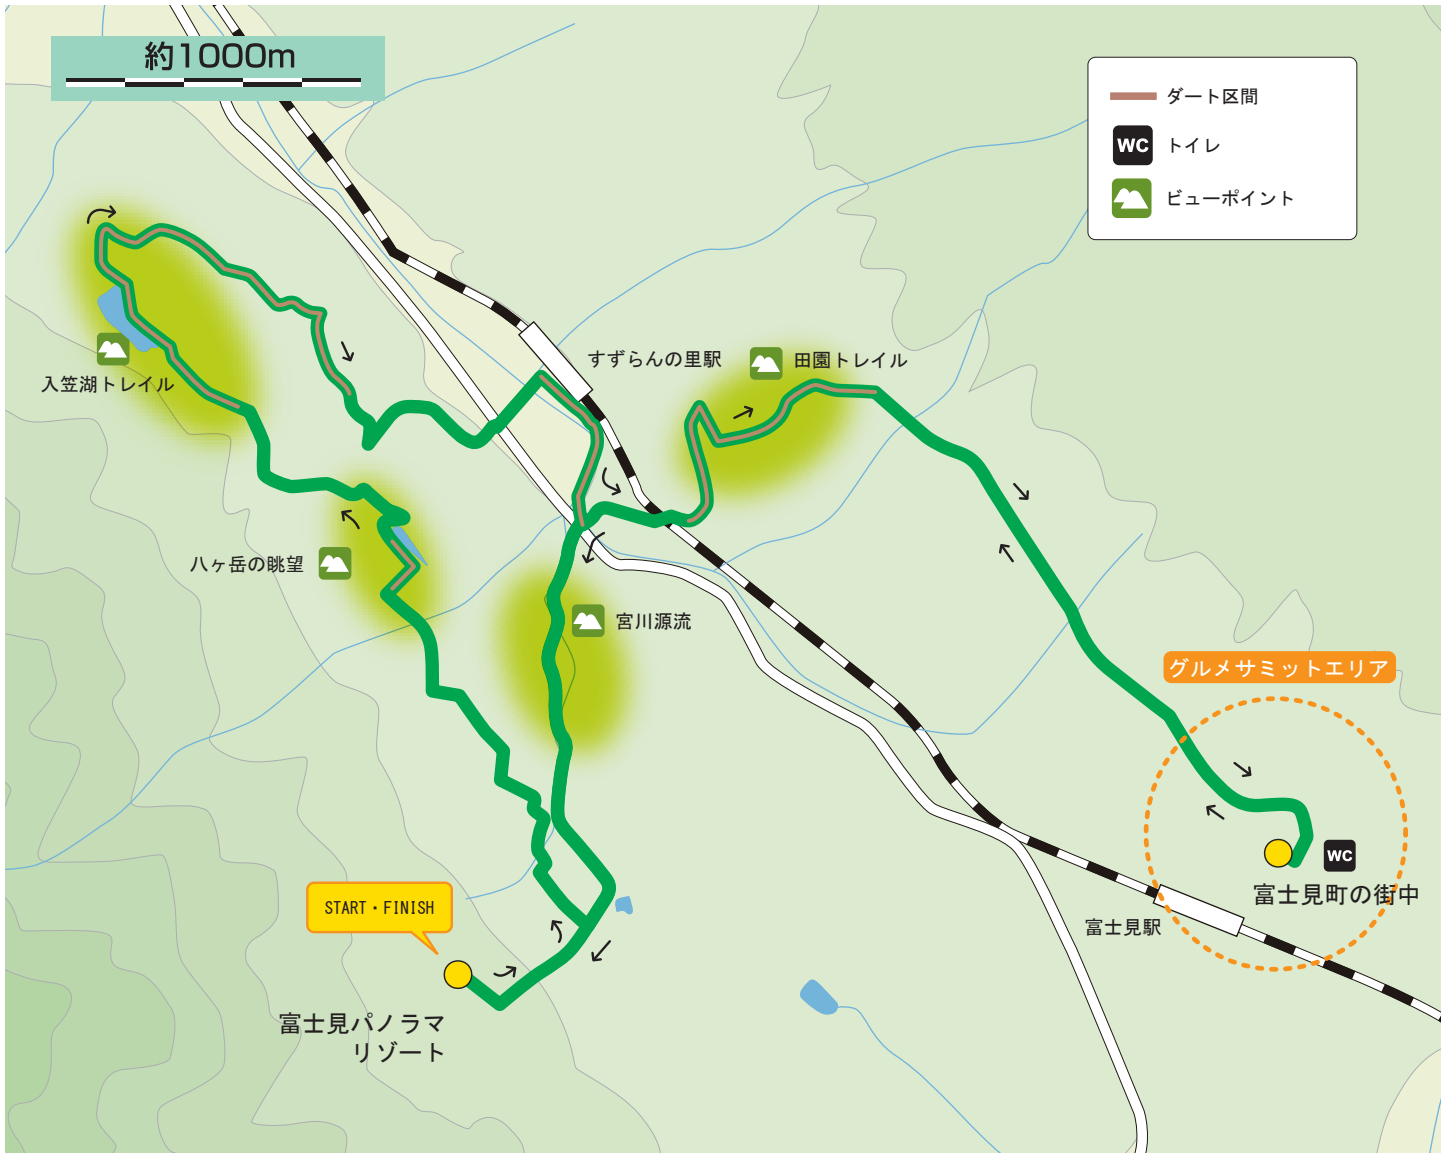 約1000m
ダート区間
WC
トイレ
ビューポイント
すずらんの里駅
田園トレイル
入笠湖トレイル
八ヶ岳の眺望
宮川源流
グルメサミットエリア
WC
富士見町の街中
START・FINISH
富士見駅
富士見パノラマ
リゾート